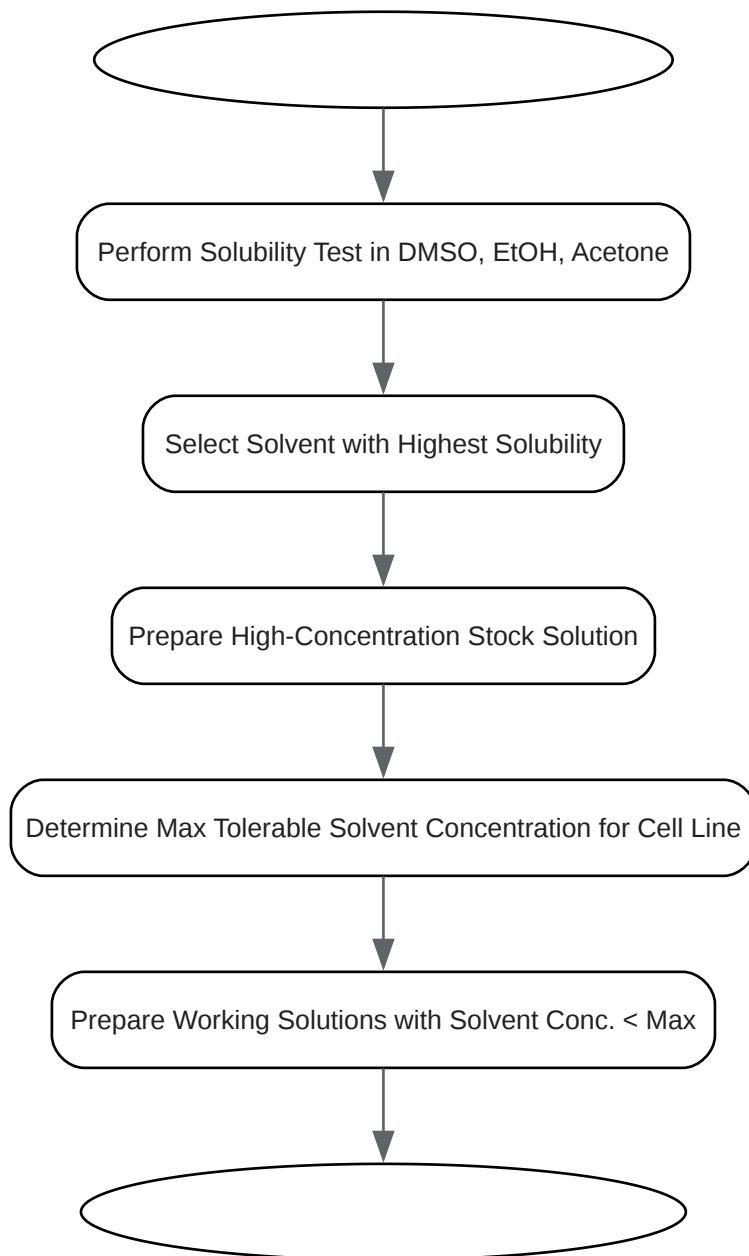 Perform Solubility Test in DMSO, EtOH, Acetone
Select Solvent with Highest Solubility
Prepare High-Concentration Stock Solution
Determine Max Tolerable Solvent Concentration for Cell Line
Prepare Working Solutions with Solvent Conc. < Max